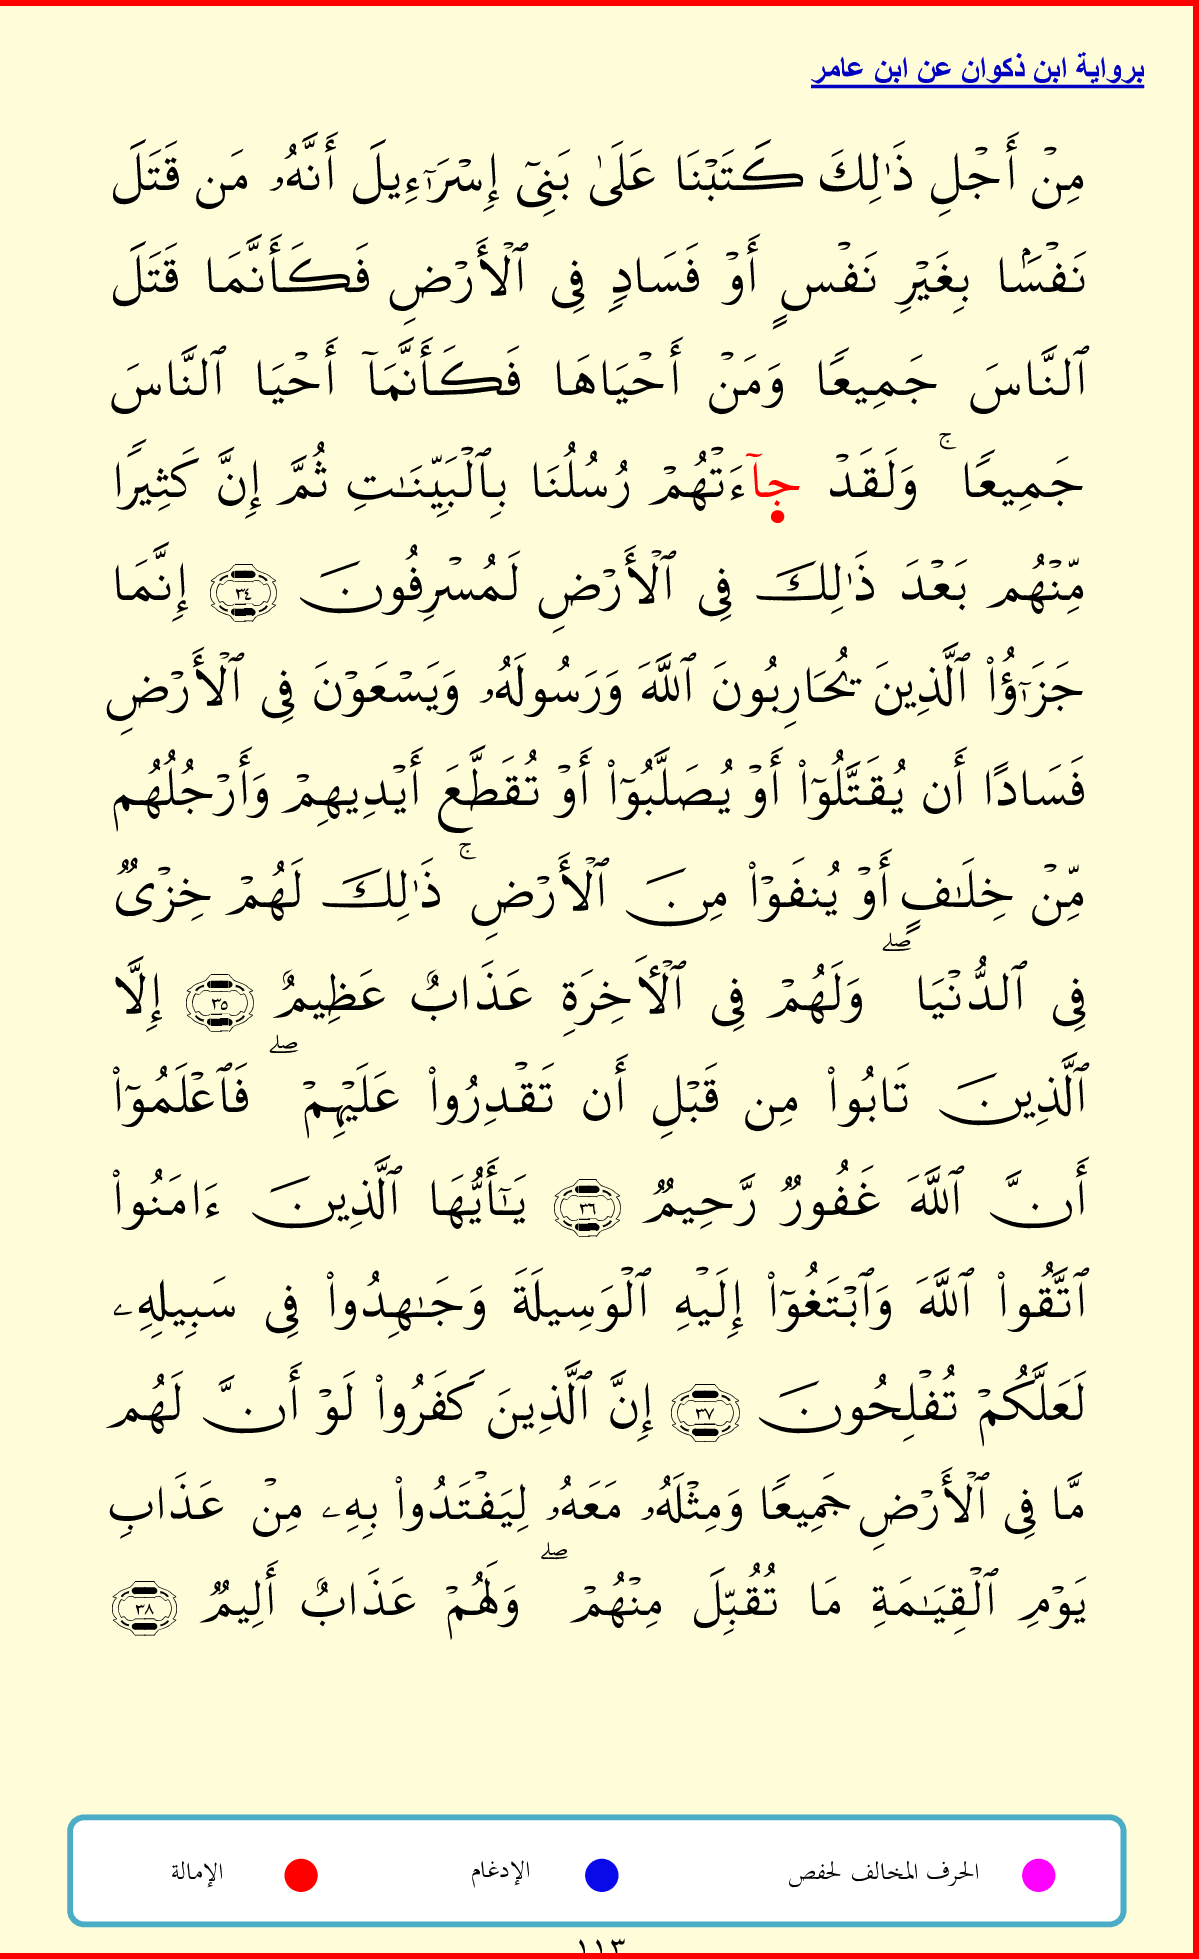 برواية ابن ذكوان عن ابن عامر
مِنْ أَجْلِ ذَٰلِكَ كَتَبْنَا عَلَىٰ بَنِىٓ إِسْرَٰٓءِيلَ أَنَّهُۥ مَن قَتَلَ
نَفْسَۢا بِغَيْرِ نَفْسٍ أَوْ فَسَادٍ فِى ٱلْأَرْضِ فَكَأَنَّمَا قَتَلَ
ٱلنَّاسَ جَمِيعًا وَمَنْ أَحْيَاهَا فَكَأَنَّمَآ أَحْيَا ٱلنَّاسَ
جَمِيعًا ۚ وَلَقَدْ جآءَتْهُمْ رُسُلُنَا بِٱلْبَيِّنَـٰتِ ثُمَّ إِنَّ كَثِيرًا
مِّنْهُم بَعْدَ ذَٰلِكَ فِى ٱلْأَرْضِ لَمُسْرِفُونَ ٣٤ إِنَّمَا
جَزَـٰٓؤُا۟ ٱلَّذِينَ يُحَارِبُونَ ٱللَّهَ وَرَسُولَهُۥ وَيَسْعَوْنَ فِى ٱلْأَرْضِ
فَسَادًا أَن يُقَتَّلُوٓا۟ أَوْ يُصَلَّبُوٓا۟ أَوْ تُقَطَّعَ أَيْدِيهِمْ وَأَرْجُلُهُم
مِّنْ خِلَـٰفٍ أَوْ يُنفَوْا۟ مِنَ ٱلْأَرْضِ ۚ ذَٰلِكَ لَهُمْ خِزْىٌ
فِى ٱلدُّنْيَا ۖ وَلَهُمْ فِى ٱلْأَخِرَةِ عَذَابٌ عَظِيمٌ ٣٥ إِلَّا
ٱلَّذِينَ تَابُوا۟ مِن قَبْلِ أَن تَقْدِرُوا۟ عَلَيْهِمْ ۖ فَٱعْلَمُوٓا۟
أَنَّ ٱللَّهَ غَفُورٌ رَّحِيمٌ ٣٦ يَـٰٓأَيُّهَا ٱلَّذِينَ ءَامَنُوا۟
ٱتَّقُوا۟ ٱللَّهَ وَٱبْتَغُوٓا۟ إِلَيْهِ ٱلْوَسِيلَةَ وَجَـٰهِدُوا۟ فِى سَبِيلِهِۦ
لَعَلَّكُمْ تُفْلِحُونَ ٣٧ إِنَّ ٱلَّذِينَ كَفَرُوا۟ لَوْ أَنَّ لَهُم
مَّا فِى ٱلْأَرْضِ جَمِيعًا وَمِثْلَهُۥ مَعَهُۥ لِيَفْتَدُوا۟ بِهِۦ مِنْ عَذَابِ
يَوْمِ ٱلْقِيَـٰمَةِ مَا تُقُبِّلَ مِنْهُمْ ۖ وَلَهُمْ عَذَابٌ أَلِيمٌ ٣٨
الحرف المخالف لحفص الإدغام الإمالة
١١٣